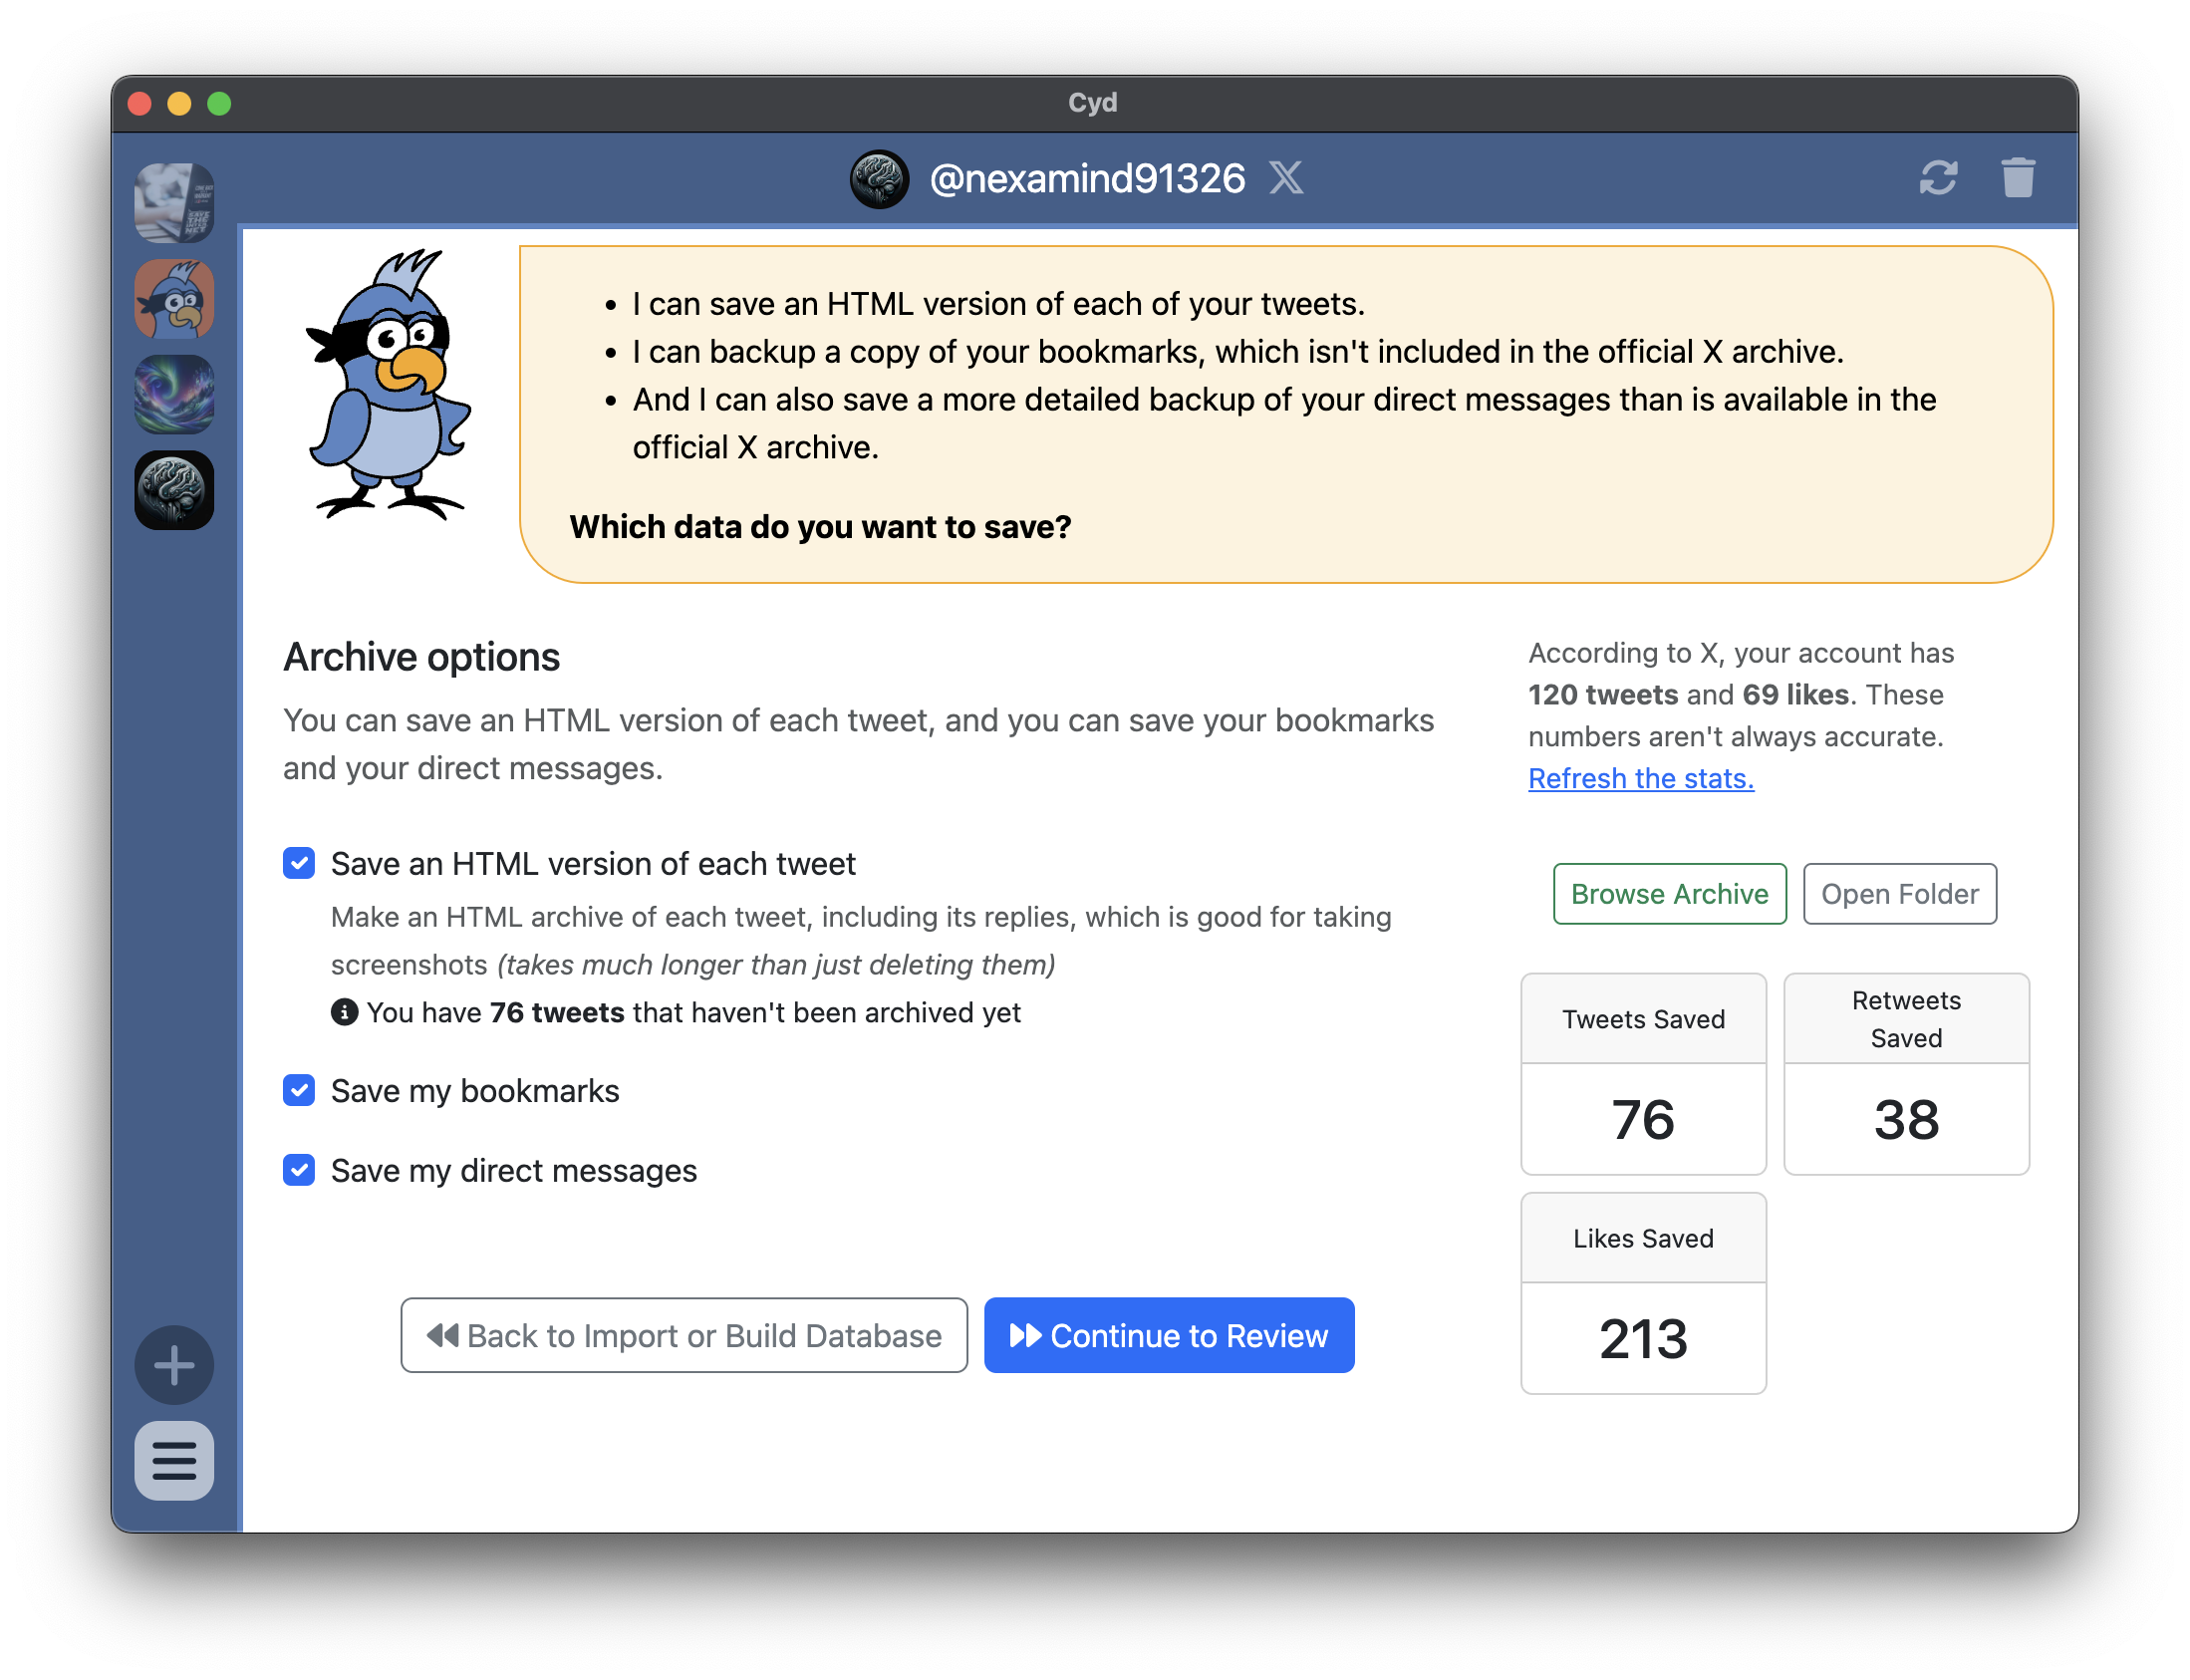 Cyd
@nexamind91326
• I can save an HTML version of each of your tweets.
• I can backup a copy of your bookmarks, which isn't included in the official X archive.
• And I can also save a more detailed backup of your direct messages than is available in the
official X archive.
Which data do you want to save?
Archive options
You can save an HTML version of each tweet, and you can save your bookmarks
and your direct messages.
Save an HTML version of each tweet
Make an HTML archive of each tweet, including its replies, which is good for taking
screenshots (takes much longer than just deleting them)
You have 76 tweets that haven't been archived yet
Save my bookmarks
Save my direct messages
Back to Import or Build Database
Continue to Review
According to X, your account has
120 tweets and 69 likes. These
numbers aren't always accurate.
Refresh the stats.
Browse Archive
Open Folder
Tweets Saved
76
Retweets
Saved
38
Likes Saved
213